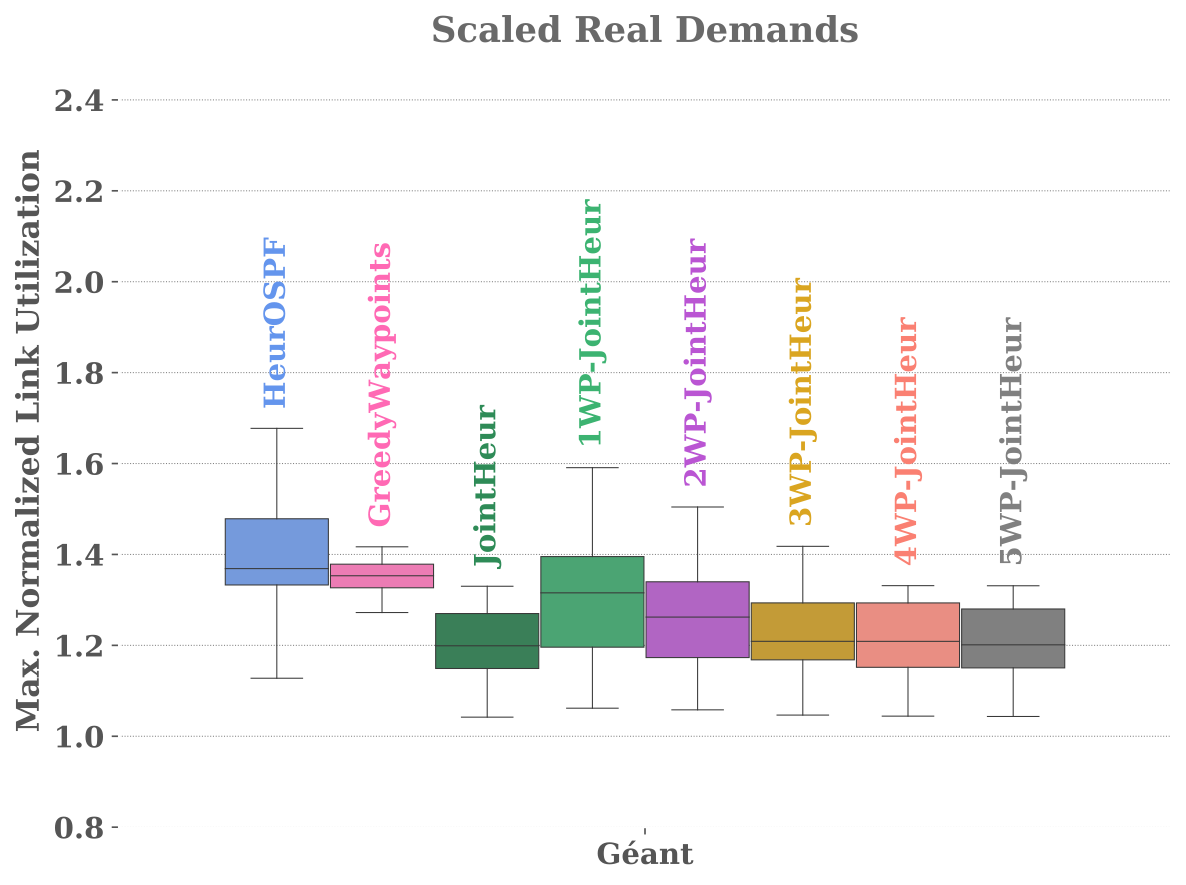 Scaled Real Demands
Max. Normalized Link Utilization
2.4
2.2
2.0
1.8
1.6
1.4
1.2
1.0
0.8
HeurOSPF
GreedyWaypoints
JointHeur
1WP-JointHeur
2WP-JointHeur
3WP-JointHeur
4WP-JointHeur
5WP-JointHeur
Géant